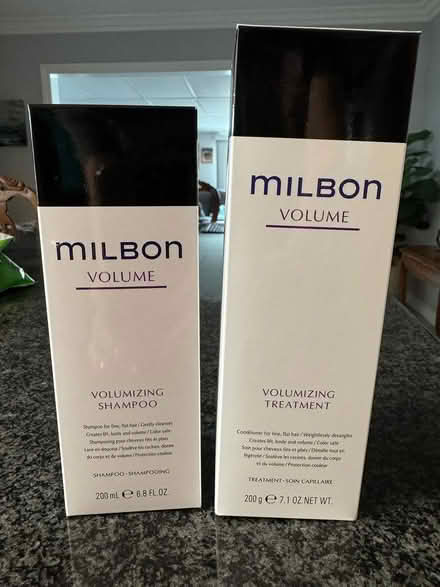 MILBON
VOLUME
VOLUMIZING
SHAMPOO
Shampoo for fine, flat hair / Gently cleanses
Creates lift, body and volume / Color safe
Shampooing pour cheveux fins et plats /
Lave en douceur / Soulève les racines, donne
du corps et du volume / Protection couleur
SHAMPOO • SHAMPOOING
200 mL ℮ 6.8 FL.OZ.
MILBON
VOLUME
VOLUMIZING
TREATMENT
Conditioner for fine, flat hair / Weightlessly detangles
Creates lift, body and volume / Color safe
Soin pour cheveux fins et plats / Démêle tout en
légèreté / Soulève les racines, donne du corps
et du volume / Protection couleur
TREATMENT • SOIN CAPILLAIRE
200 g ℮ 7.1 OZ.NET WT.